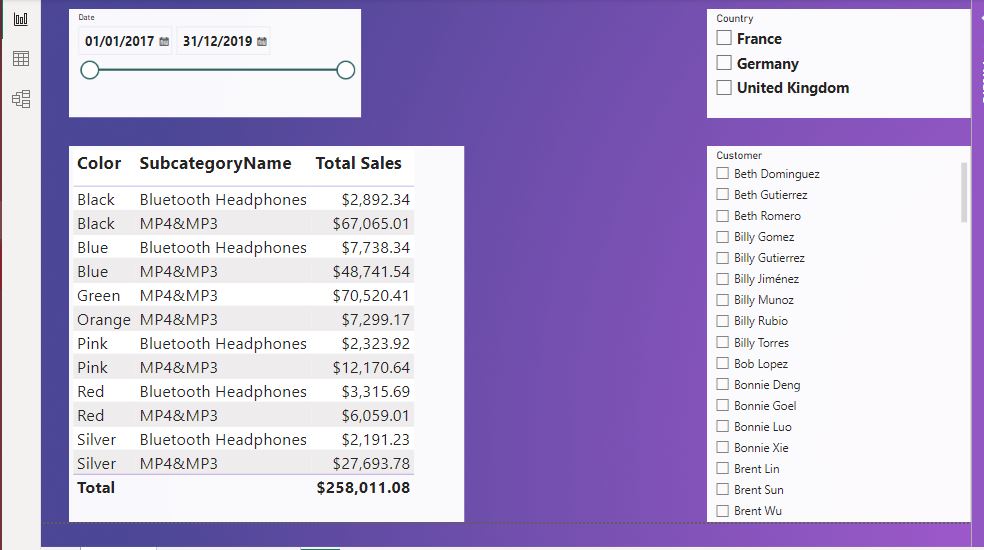 Date
01/01/2017 31/12/2019
Country
France
Germany
United Kingdom
Color SubcategoryName Total Sales
Black Bluetooth Headphones $2,892.34
Black MP4&MP3 $67,065.01
Blue Bluetooth Headphones $7,738.34
Blue MP4&MP3 $48,741.54
Green MP4&MP3 $70,520.41
Orange MP4&MP3 $7,299.17
Pink Bluetooth Headphones $2,323.92
Pink MP4&MP3 $12,170.64
Red Bluetooth Headphones $3,315.69
Red MP4&MP3 $6,059.01
Silver Bluetooth Headphones $2,191.23
Silver MP4&MP3 $27,693.78
Total $258,011.08
Customer
Beth Dominguez
Beth Gutierrez
Beth Romero
Billy Gomez
Billy Gutierrez
Billy Jiménez
Billy Munoz
Billy Rubio
Billy Torres
Bob Lopez
Bonnie Deng
Bonnie Goel
Bonnie Luo
Bonnie Xie
Brent Lin
Brent Sun
Brent Wu